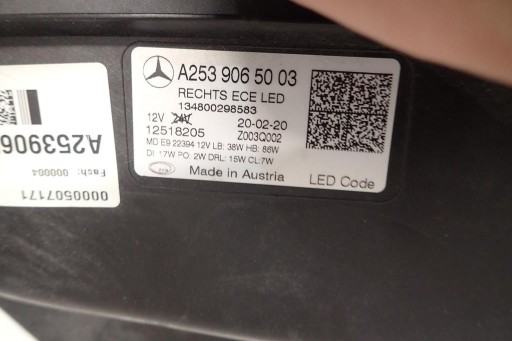 A253 906 50 03
RECHTS ECE LED
134800298583
12V 24V 20-02-20
12518205 Z003Q002
MD E9 22394 12V LB: 38W HB: 86W
DI: 17W PO: 2W DRL: 15W CL:7W
Made in Austria LED Code
A2539065
Fach: 000004
0000507171